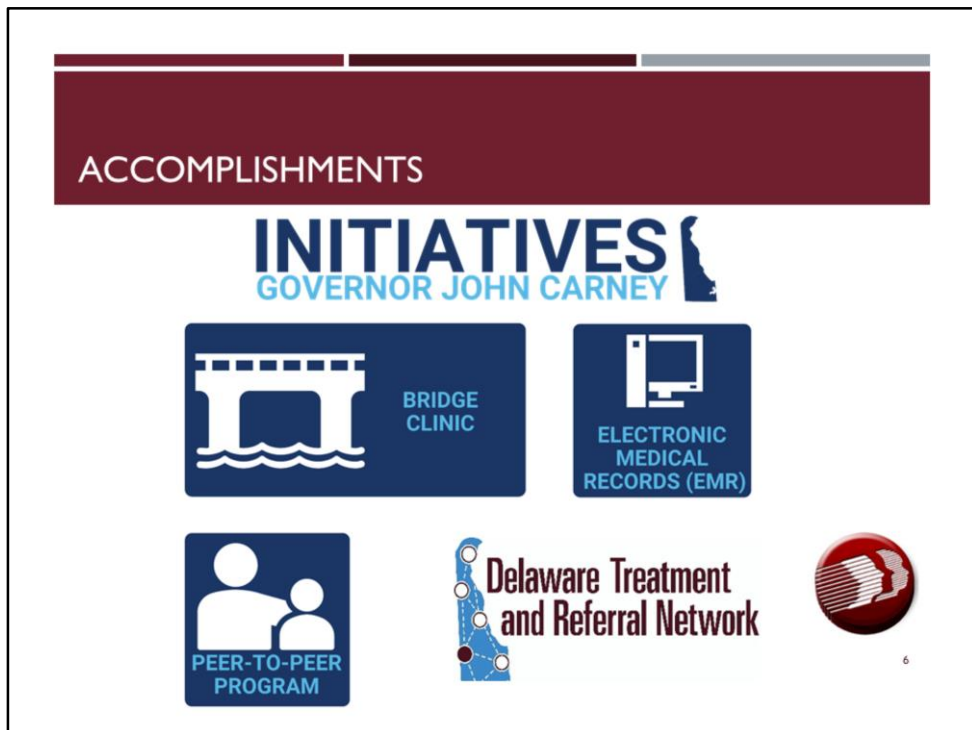 ACCOMPLISHMENTS
INITIATIVES
GOVERNOR JOHN CARNEY
BRIDGE
CLINIC
ELECTRONIC
MEDICAL
RECORDS (EMR)
PEER-TO-PEER
PROGRAM
Delaware Treatment
and Referral Network
6